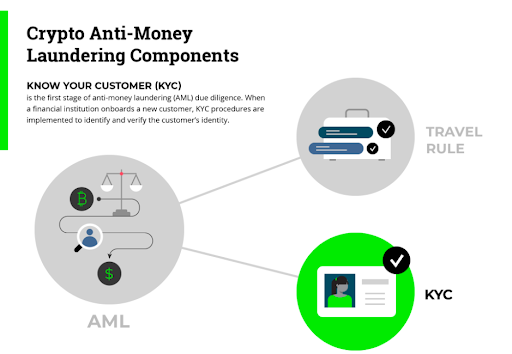 Crypto Anti-Money
Laundering Components
KNOW YOUR CUSTOMER (KYC)
is the first stage of anti-money laundering (AML) due diligence. When
a financial institution onboards a new customer, KYC procedures are
implemented to identify and verify the customer's identity.
TRAVEL
RULE
AML
KYC